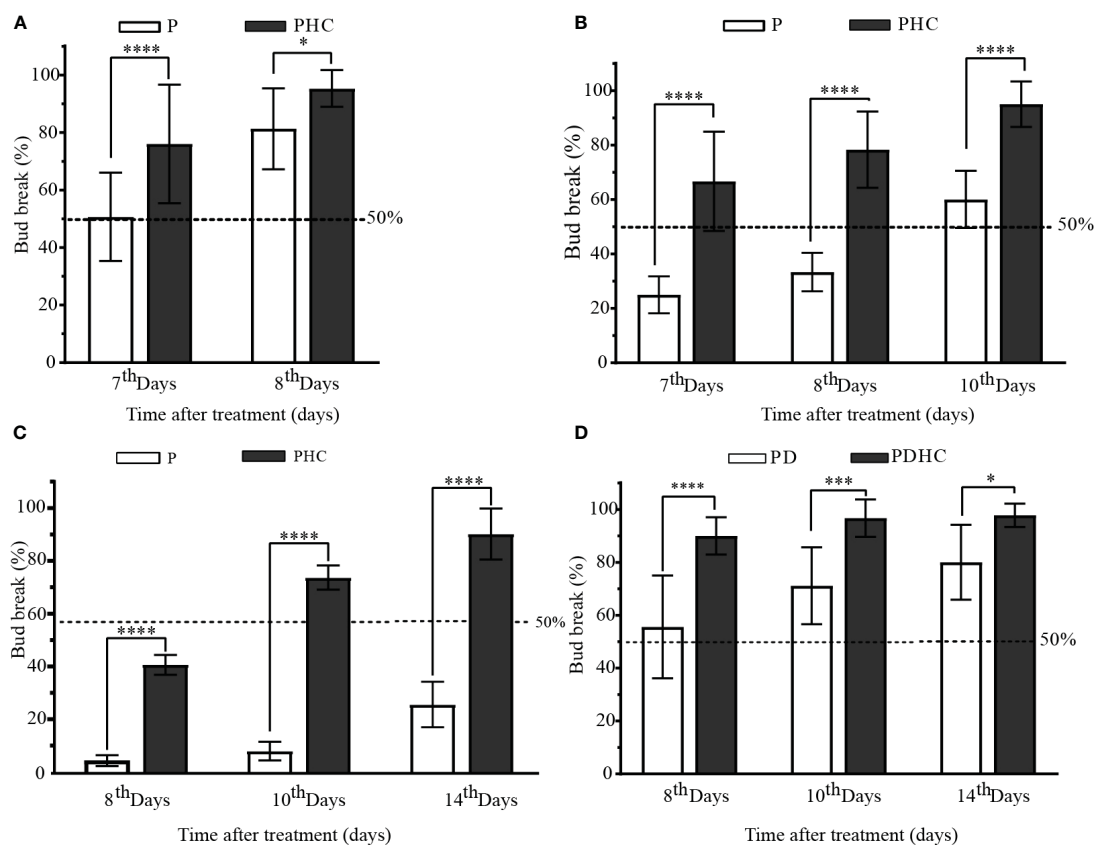 A
P PHC
Bud break (%)
100
80
60
40
20
0
****
*
50%
7thDays 8thDays
Time after treatment (days)
B
P PHC
Bud break (%)
100
80
60
40
20
0
****
****
****
50%
7thDays 8thDays 10thDays
Time after treatment (days)
C
P PHC
Bud break (%)
100
80
60
40
20
0
****
****
****
50%
8thDays 10thDays 14thDays
Time after treatment (days)
D
PD PDHC
Bud break (%)
100
80
60
40
20
0
****
***
*
50%
8thDays 10thDays 14thDays
Time after treatment (days)